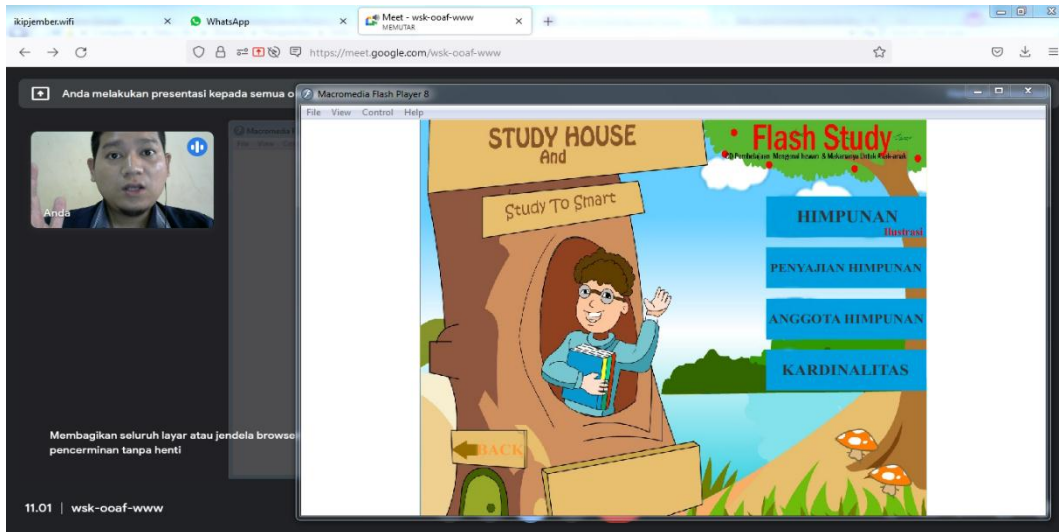 ikipjember.wifi
WhatsApp
Meet - wsk-ooaf-www
MEMUTAR
https://meet.google.com/wsk-ooaf-www
Anda melakukan presentasi kepada semua o
Macromedia Flash Player 8
File View Control Help
Anda
STUDY HOUSE
And
Study To Smart
Flash Study
HIMPUNAN
Ilustrasi
PENYAJIAN HIMPUNAN
ANGGOTA HIMPUNAN
KARDINALITAS
BACK
Membagikan seluruh layar atau jendela browse
pencerminan tanpa henti
11.01 | wsk-ooaf-www